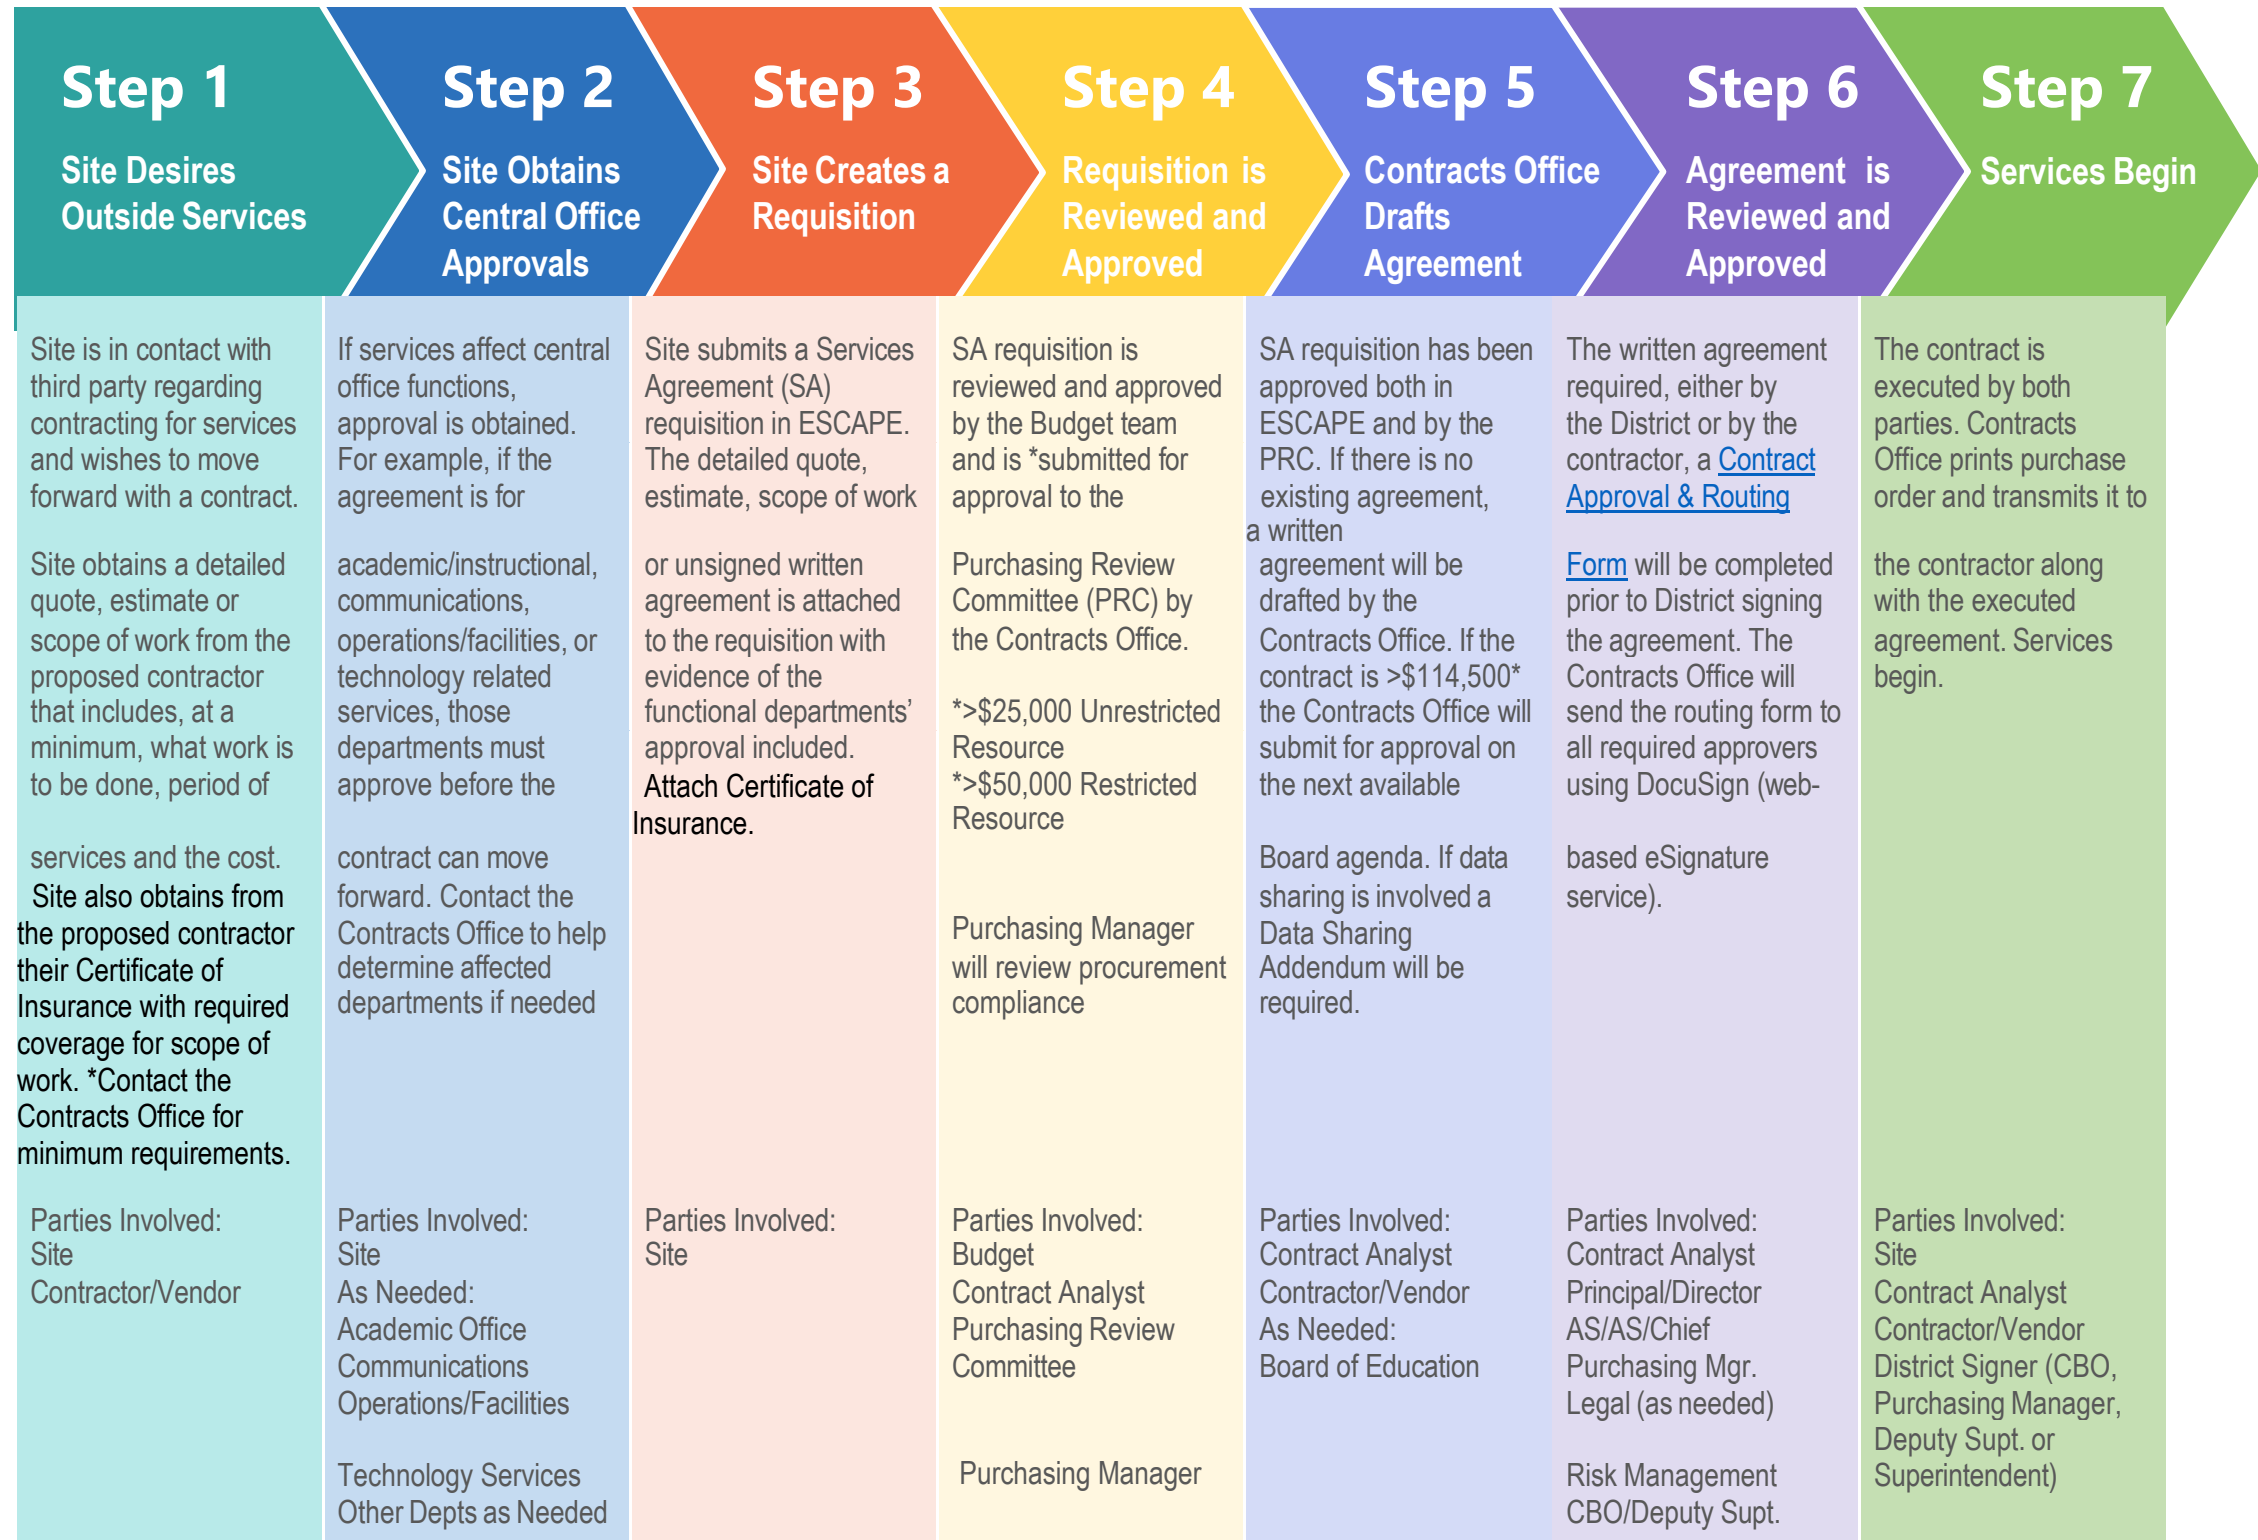 Step 1
Site Desires
Outside Services
Site is in contact with
third party regarding
contracting for services
and wishes to move
forward with a contract.
Site obtains a detailed
quote, estimate or
scope of work from the
proposed contractor
that includes, at a
minimum, what work is
to be done, period of
services and the cost.
Site also obtains from
the proposed contractor
their Certificate of
Insurance with required
coverage for scope of
work. *Contact the
Contracts Office for
minimum requirements.
Parties Involved:
Site
Contractor/Vendor
Step 2
Site Obtains
Central Office
Approvals
If services affect central
office functions,
approval is obtained.
For example, if the
agreement is for
academic/instructional,
communications,
operations/facilities, or
technology related
services, those
departments must
approve before the
contract can move
forward. Contact the
Contracts Office to help
determine affected
departments if needed
Parties Involved:
Site
As Needed:
Academic Office
Communications
Operations/Facilities
Technology Services
Other Depts as Needed
Step 3
Site Creates a
Requisition
Site submits a Services
Agreement (SA)
requisition in ESCAPE.
The detailed quote,
estimate, scope of work
or unsigned written
agreement is attached
to the requisition with
evidence of the
functional departments’
approval included.
Attach Certificate of
Insurance.
Parties Involved:
Site
Step 4
Requisition is
Reviewed and
Approved
SA requisition is
reviewed and approved
by the Budget team
and is *submitted for
approval to the
Purchasing Review
Committee (PRC) by
the Contracts Office.
*>$25,000 Unrestricted
Resource
*>$50,000 Restricted
Resource
Purchasing Manager
will review procurement
compliance
Parties Involved:
Budget
Contract Analyst
Purchasing Review
Committee
Purchasing Manager
Step 5
Contracts Office
Drafts
Agreement
SA requisition has been
approved both in
ESCAPE and by the
PRC. If there is no
existing agreement,
a written
agreement will be
drafted by the
Contracts Office. If the
contract is >$114,500*
the Contracts Office will
submit for approval on
the next available
Board agenda. If data
sharing is involved a
Data Sharing
Addendum will be
required.
Parties Involved:
Contract Analyst
Contractor/Vendor
As Needed:
Board of Education
Step 6
Agreement is
Reviewed and
Approved
The written agreement
required, either by
the District or by the
contractor, a Contract
Approval & Routing
Form will be completed
prior to District signing
the agreement. The
Contracts Office will
send the routing form to
all required approvers
using DocuSign (web-
based eSignature
service).
Parties Involved:
Contract Analyst
Principal/Director
AS/AS/Chief
Purchasing Mgr.
Legal (as needed)
Risk Management
CBO/Deputy Supt.
Step 7
Services Begin
The contract is
executed by both
parties. Contracts
Office prints purchase
order and transmits it to
the contractor along
with the executed
agreement. Services
begin.
Parties Involved:
Site
Contract Analyst
Contractor/Vendor
District Signer (CBO,
Purchasing Manager,
Deputy Supt. or
Superintendent)